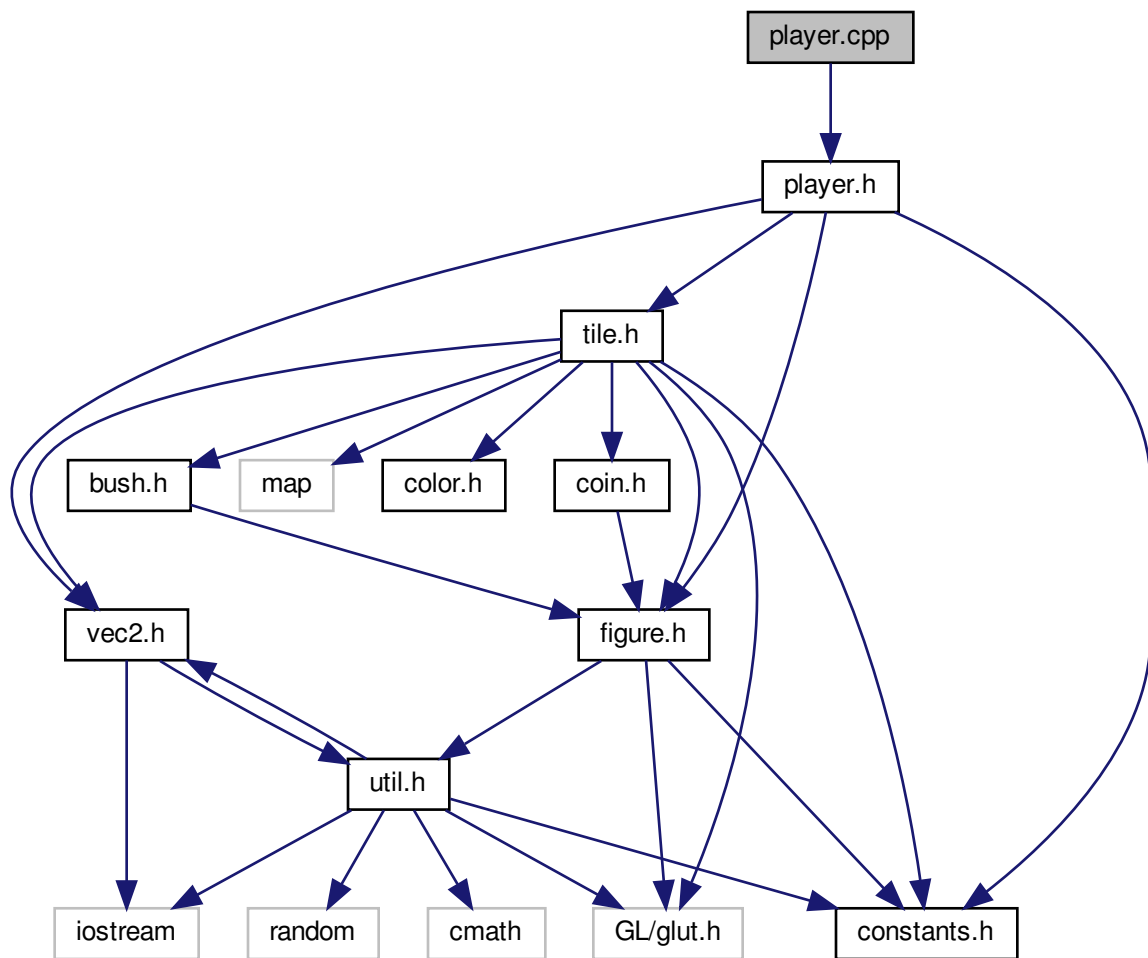 player.cpp
player.h
tile.h
bush.h
map
color.h
coin.h
vec2.h
figure.h
util.h
iostream
random
cmath
GL/glut.h
constants.h